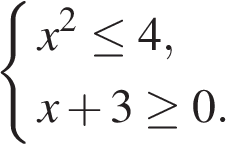 x² ≤ 4,
x + 3 ≥ 0.